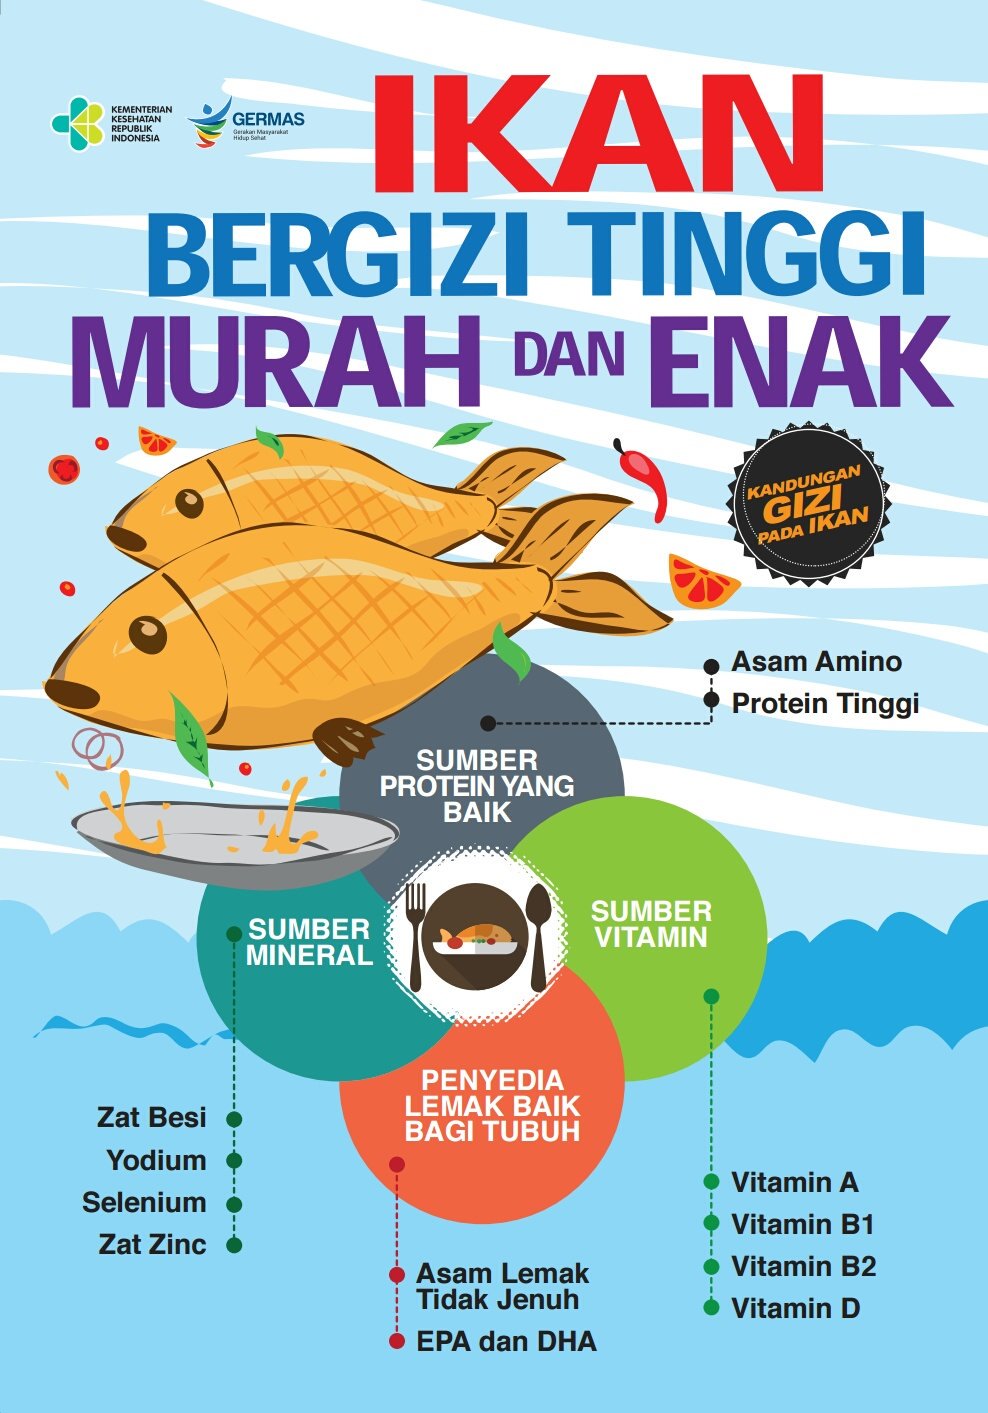 KEMENTERIAN
KESEHATAN
REPUBLIK
INDONESIA
GERMAS
Gerakan Masyarakat
Hidup Sehat
IKAN
BERGIZI TINGGI
MURAH DAN ENAK
KANDUNGAN
GIZI
PADA IKAN
Asam Amino
Protein Tinggi
SUMBER
PROTEIN YANG
BAIK
SUMBER
MINERAL
SUMBER
VITAMIN
PENYEDIA
LEMAK BAIK
BAGI TUBUH
Zat Besi
Yodium
Selenium
Zat Zinc
Asam Lemak
Tidak Jenuh
EPA dan DHA
Vitamin A
Vitamin B1
Vitamin B2
Vitamin D